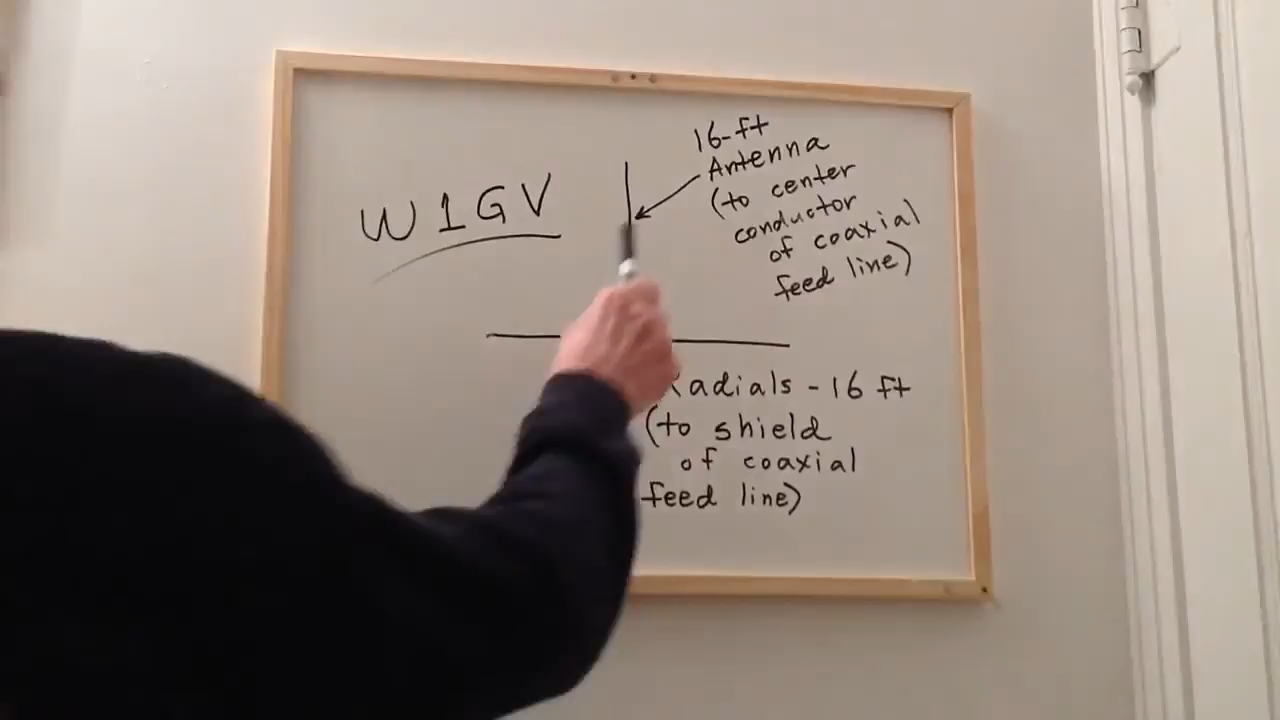 W1GV
16-ft
Antenna
(to center
conductor
of coaxial
feed line)
Radials - 16 ft
(to shield
of coaxial
feed line)